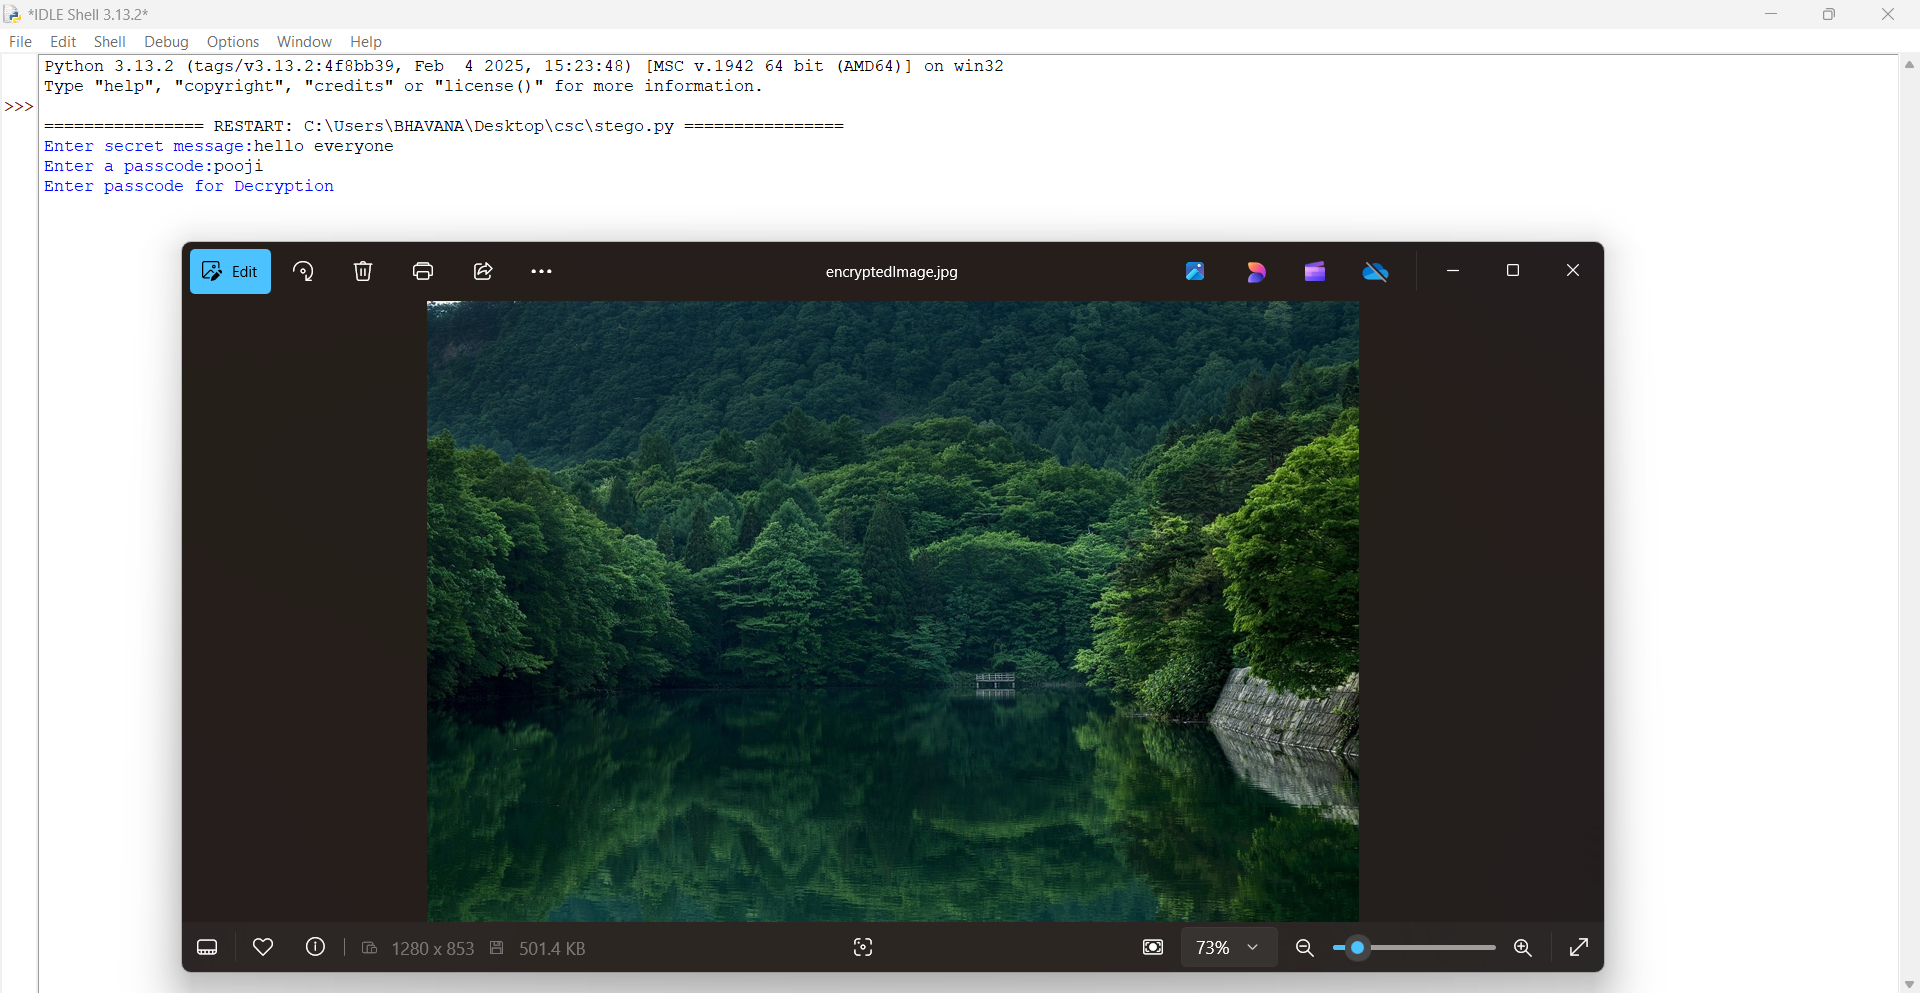 *IDLE Shell 3.13.2*
File Edit Shell Debug Options Window Help
Python 3.13.2 (tags/v3.13.2:4f8bb39, Feb  4 2025, 15:23:48) [MSC v.1942 64 bit (AMD64)] on win32
Type "help", "copyright", "credits" or "license()" for more information.
>>>
================ RESTART: C:\Users\BHAVANA\Desktop\csc\stego.py ================
Enter secret message:hello everyone
Enter a passcode:pooji
Enter passcode for Decryption
Edit encryptedImage.jpg
1280 x 853 501.4 KB 73%